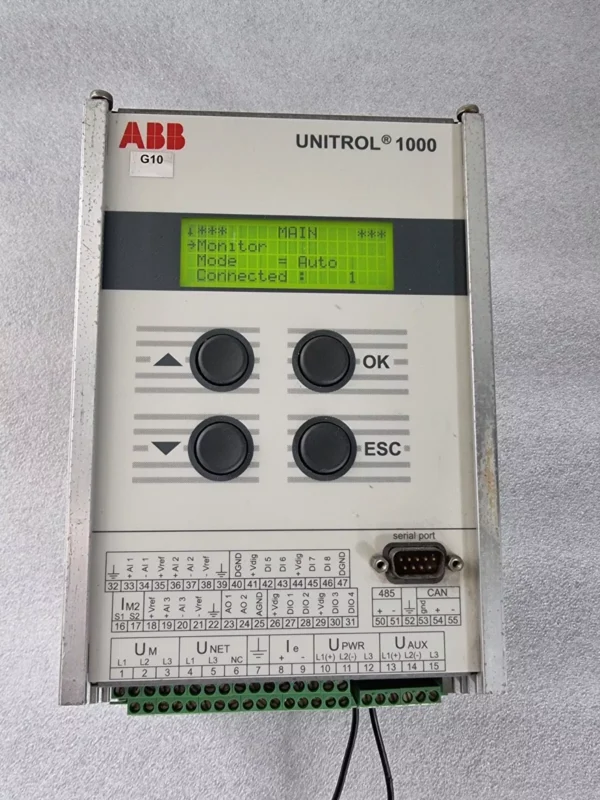 ABB
G10
UNITROL® 1000
1 *** MAIN ***
→Monitor
Mode = Auto
Connected : 1
▲ OK
▼ ESC
serial port
+ AI 1 - AI 1 + Vref + AI 2 - AI 2 - Vref DGND + Vdig DI 5 DI 6 + Vdig DI 7 DI 8 DGND
32 33 34 35 36 37 38 39 40 41 42 43 44 45 46 47
485 CAN
+ - gnd + -
50 51 52 53 54 55
IM2 + Vref + AI 3 - AI 3 - Vref AO 1 AO 2 AGND + Vdig DIO 1 DIO 2 + Vdig DIO 3 DIO 4
S1 S2
16 17 18 19 20 21 22 23 24 25 26 27 28 29 30 31
UM UNET Ie UPWR UAUX
L1 L2 L3 L1 L3 NC + - L1(+) L2(-) L3 L1(+) L2(-) L3
1 2 3 4 5 6 7 8 9 10 11 12 13 14 15